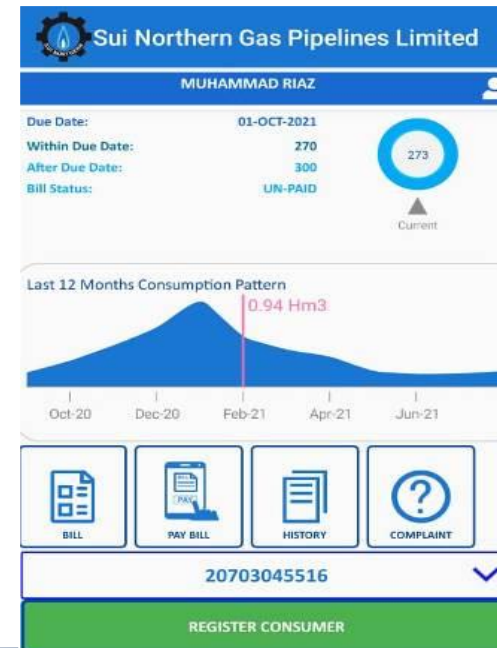 Sui Northern Gas Pipelines Limited
MUHAMMAD RIAZ
Due Date: 01-OCT-2021
Within Due Date: 270
After Due Date: 300
Bill Status: UN-PAID
273
Current
Last 12 Months Consumption Pattern
0.94 Hm3
Oct-20 Dec-20 Feb-21 Apr-21 Jun-21
PAY
BILL PAY BILL HISTORY COMPLAINT
20703045516
REGISTER CONSUMER